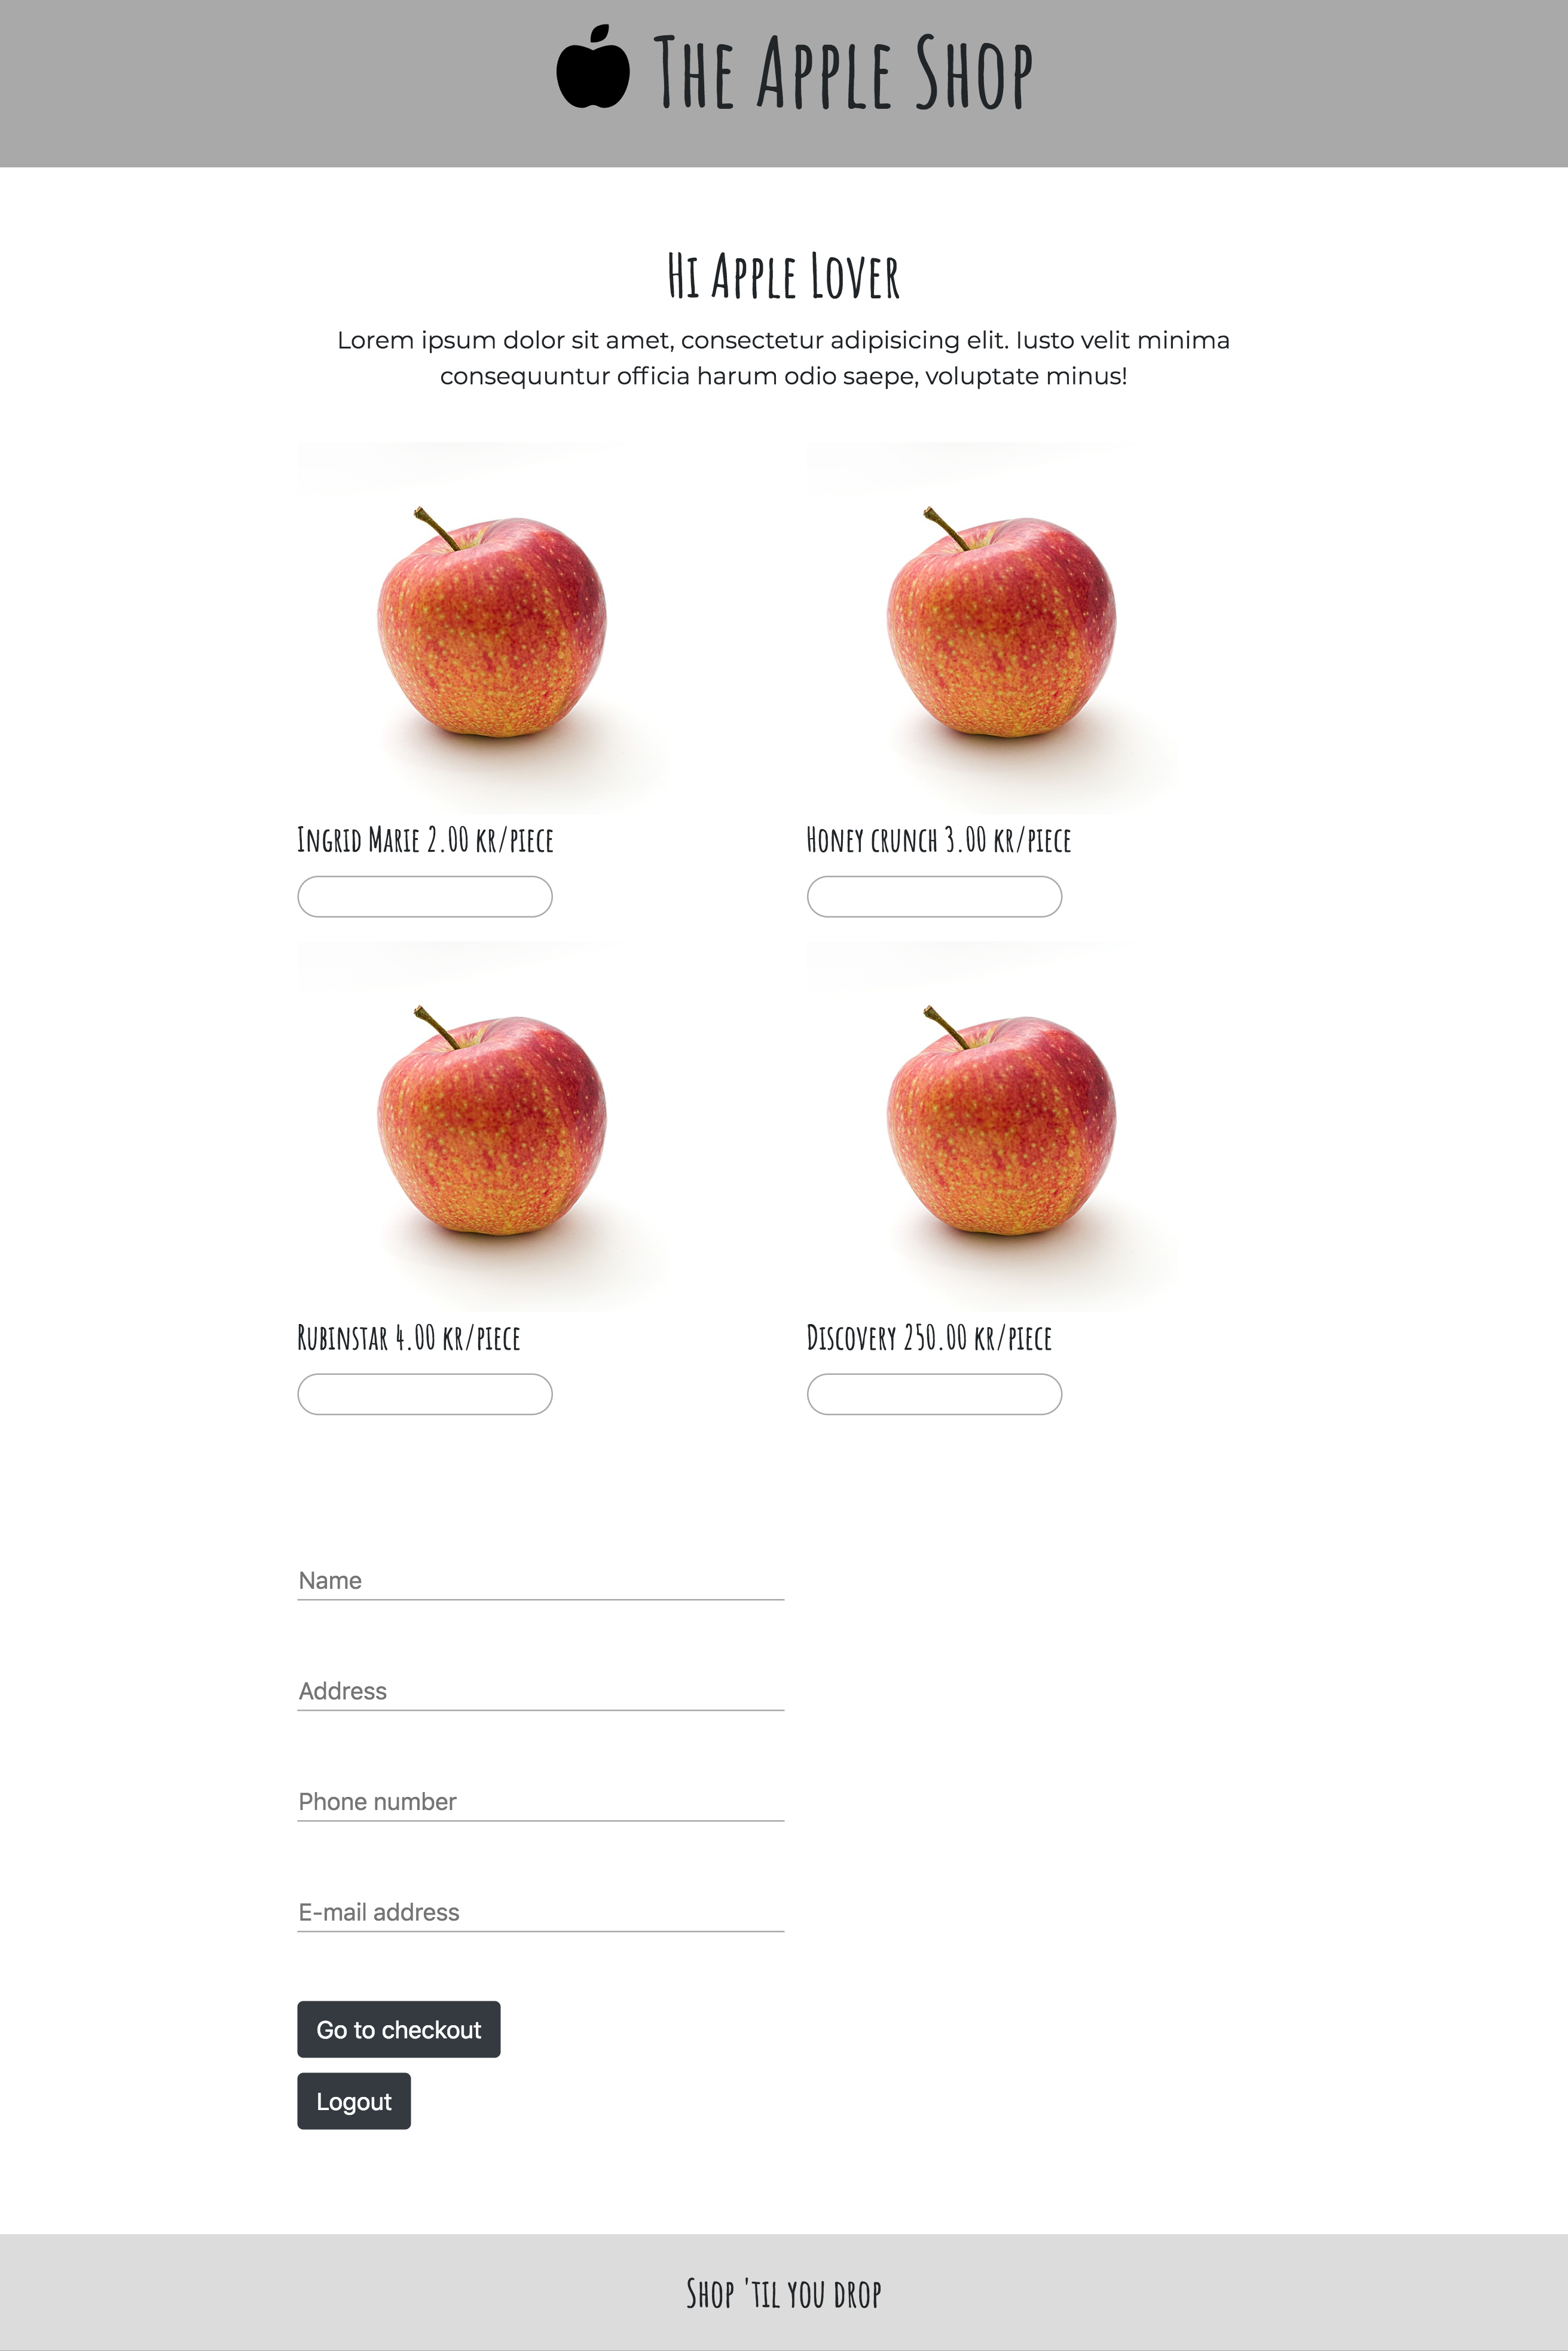 The Apple Shop
Hi Apple Lover
Lorem ipsum dolor sit amet, consectetur adipisicing elit. Iusto velit minima
consequuntur officia harum odio saepe, voluptate minus!
Ingrid Marie 2.00 kr/piece
Honey crunch 3.00 kr/piece
Rubinstar 4.00 kr/piece
Discovery 250.00 kr/piece
Name
Address
Phone number
E-mail address
Go to checkout
Logout
Shop 'til you drop